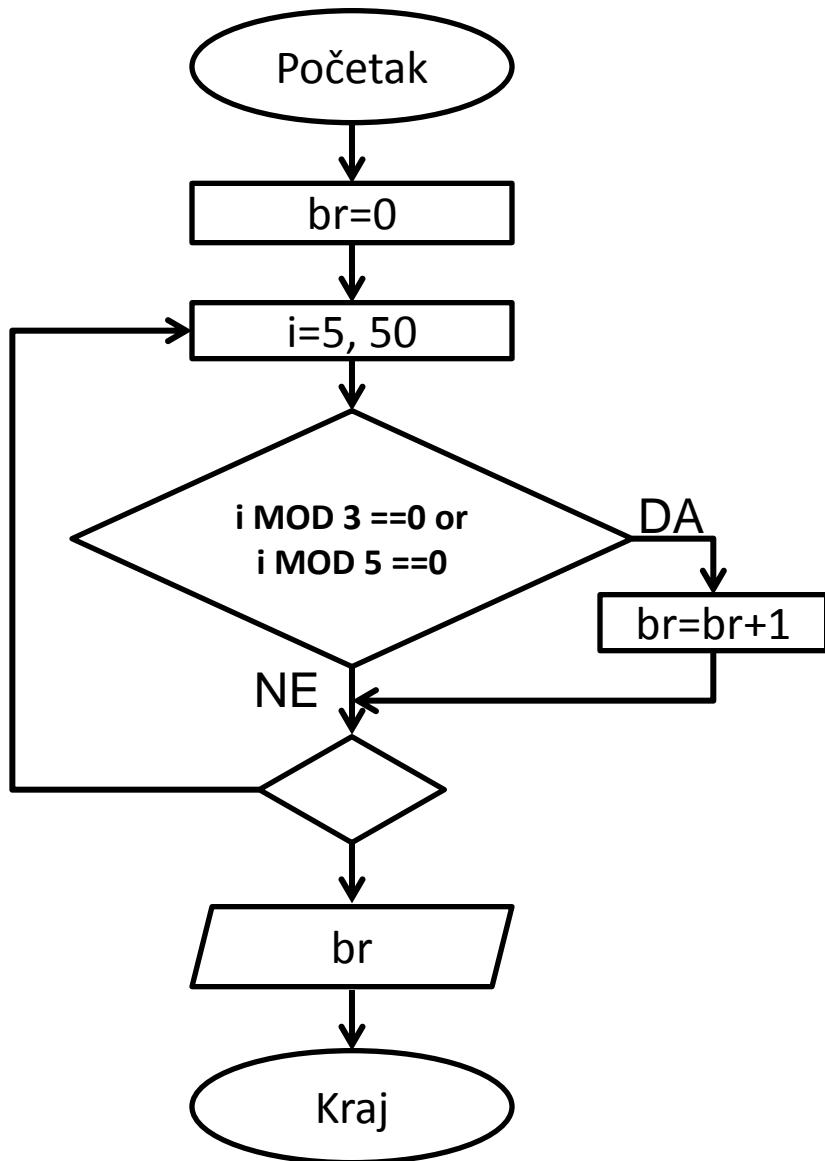 Početak
br=0
i=5, 50
i MOD 3 ==0 or
i MOD 5 ==0
DA
br=br+1
NE
br
Kraj